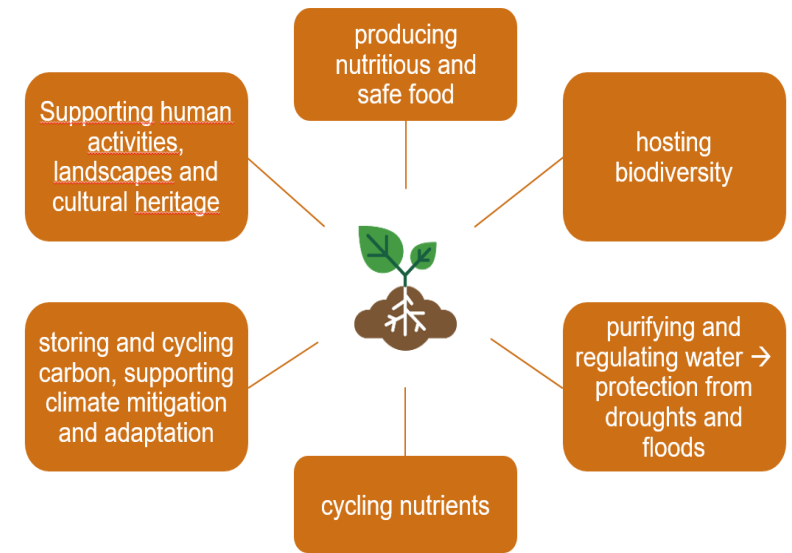 producing
nutritious and
safe food
Supporting human
activities,
landscapes and
cultural heritage
hosting
biodiversity
storing and cycling
carbon, supporting
climate mitigation
and adaptation
purifying and
regulating water →
protection from
droughts and
floods
cycling nutrients